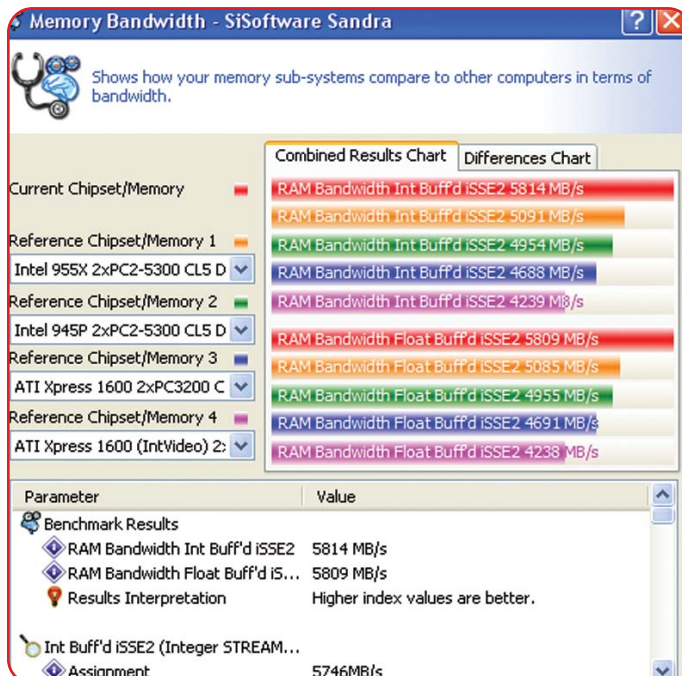 Memory Bandwidth - SiSoftware Sandra
Shows how your memory sub-systems compare to other computers in terms of
bandwidth.
Combined Results Chart
Differences Chart
Current Chipset/Memory
Reference Chipset/Memory 1
Intel 955X 2xPC2-5300 CL5 D
Reference Chipset/Memory 2
Intel 945P 2xPC2-5300 CL5 D
Reference Chipset/Memory 3
ATI Xpress 1600 2xPC3200 C
Reference Chipset/Memory 4
ATI Xpress 1600 (IntVideo) 2:
RAM Bandwidth Int Buff'd iSSE2 5814 MB/s
RAM Bandwidth Int Buff'd iSSE2 5091 MB/s
RAM Bandwidth Int Buff'd iSSE2 4954 MB/s
RAM Bandwidth Int Buff'd iSSE2 4688 MB/s
RAM Bandwidth Int Buff'd iSSE2 4239 MB/s
RAM Bandwidth Float Buff'd iSSE2 5809 MB/s
RAM Bandwidth Float Buff'd iSSE2 5085 MB/s
RAM Bandwidth Float Buff'd iSSE2 4955 MB/s
RAM Bandwidth Float Buff'd iSSE2 4691 MB/s
RAM Bandwidth Float Buff'd iSSE2 4238 MB/s
Parameter Value
Benchmark Results
RAM Bandwidth Int Buff'd iSSE2 5814 MB/s
RAM Bandwidth Float Buff'd iS... 5809 MB/s
Results Interpretation Higher index values are better.
Int Buff'd iSSE2 (Integer STREAM...
Assignment 5746MB/s